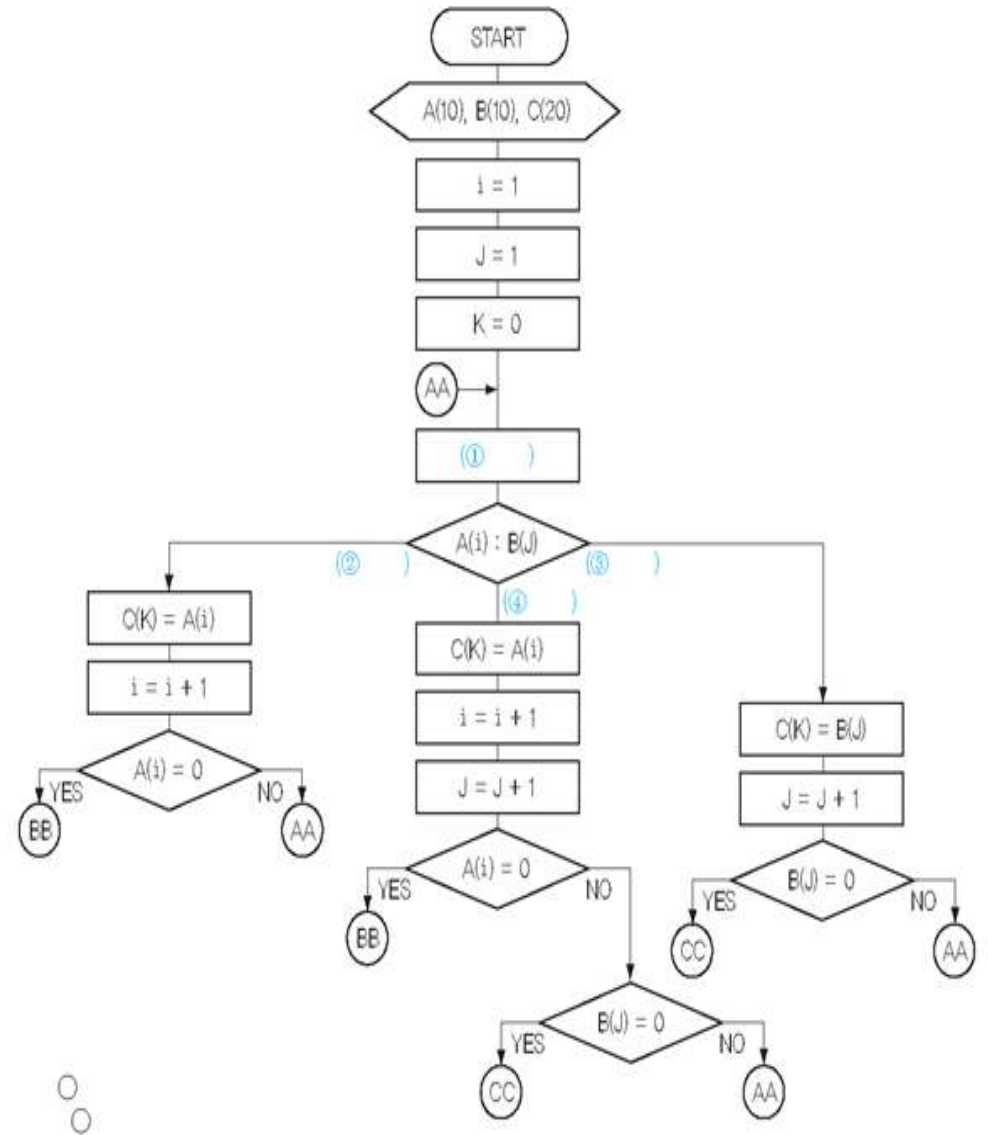 START
A(10), B(10), C(20)
i = 1
J = 1
K = 0
AA
(① )
A(i) : B(J)
(② )
(③ )
(④ )
C(K) = A(i)
i = i + 1
A(i) = 0
YES
NO
BB
AA
C(K) = A(i)
i = i + 1
J = J + 1
A(i) = 0
YES
NO
BB
B(J) = 0
YES
NO
CC
AA
C(K) = B(J)
J = J + 1
B(J) = 0
YES
NO
CC
AA